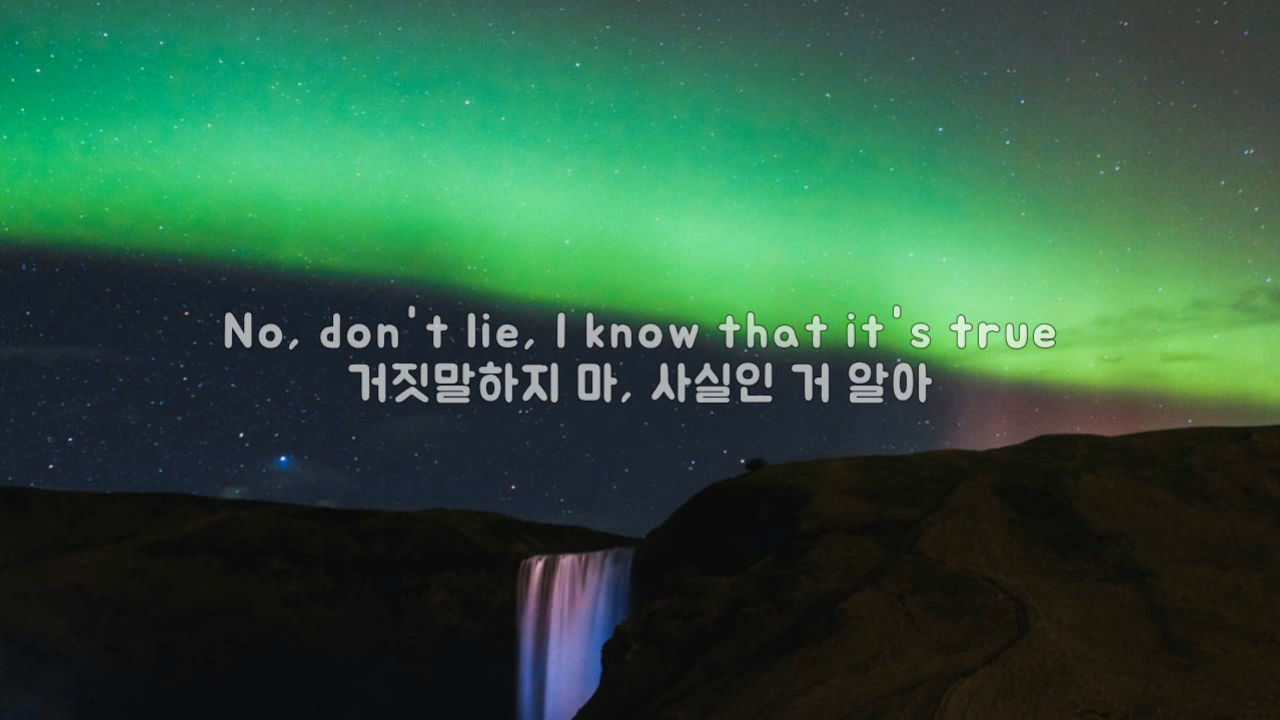 No, don't lie, I know that it's true
거짓말하지 마, 사실인 거 알아